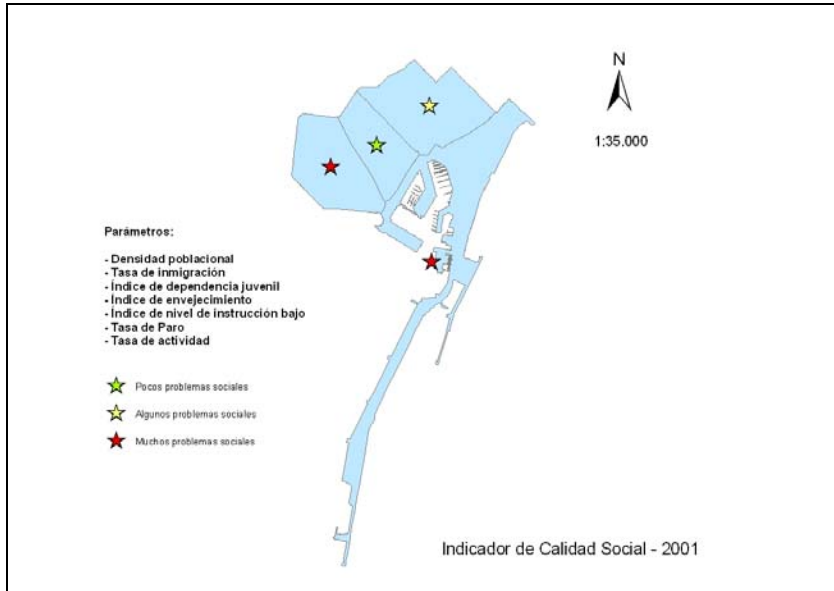 N
1:35.000
Parámetros:
- Densidad poblacional
- Tasa de inmigración
- Índice de dependencia juvenil
- Índice de envejecimiento
- Índice de nivel de instrucción bajo
- Tasa de Paro
- Tasa de actividad
Pocos problemas sociales
Algunos problemas sociales
Muchos problemas sociales
Indicador de Calidad Social - 2001